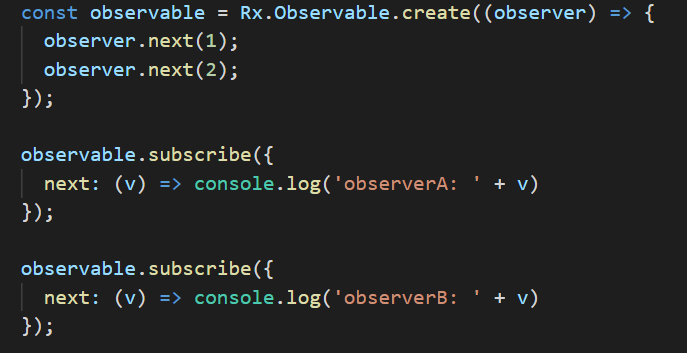 const observable = Rx.Observable.create((observer) => {
  observer.next(1);
  observer.next(2);
});

observable.subscribe({
  next: (v) => console.log('observerA: ' + v)
});

observable.subscribe({
  next: (v) => console.log('observerB: ' + v)
});